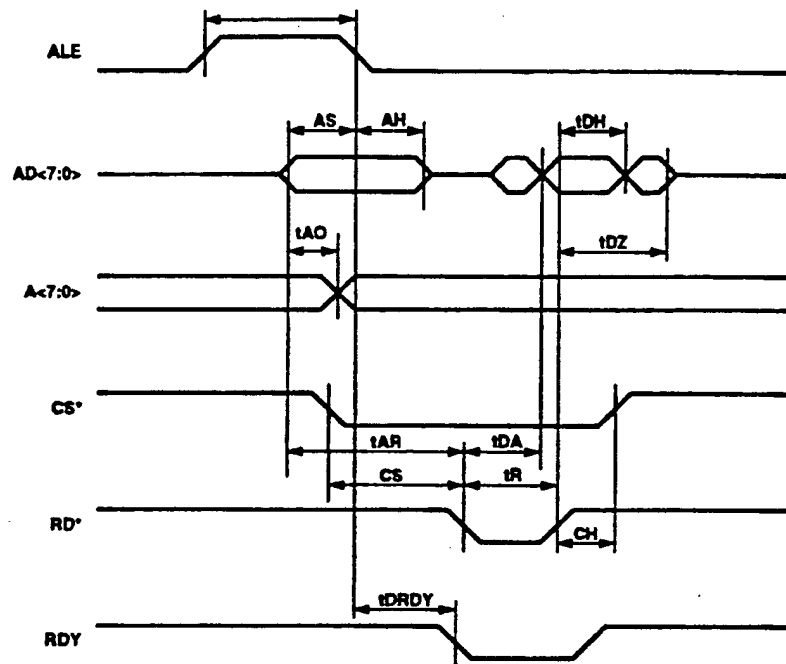 ALE
AS AH tDH
AD<7:0>
tAO tDZ
A<7:0>
CS*
tAR tDA
CS tR
RD*
CH
tDRDY
RDY